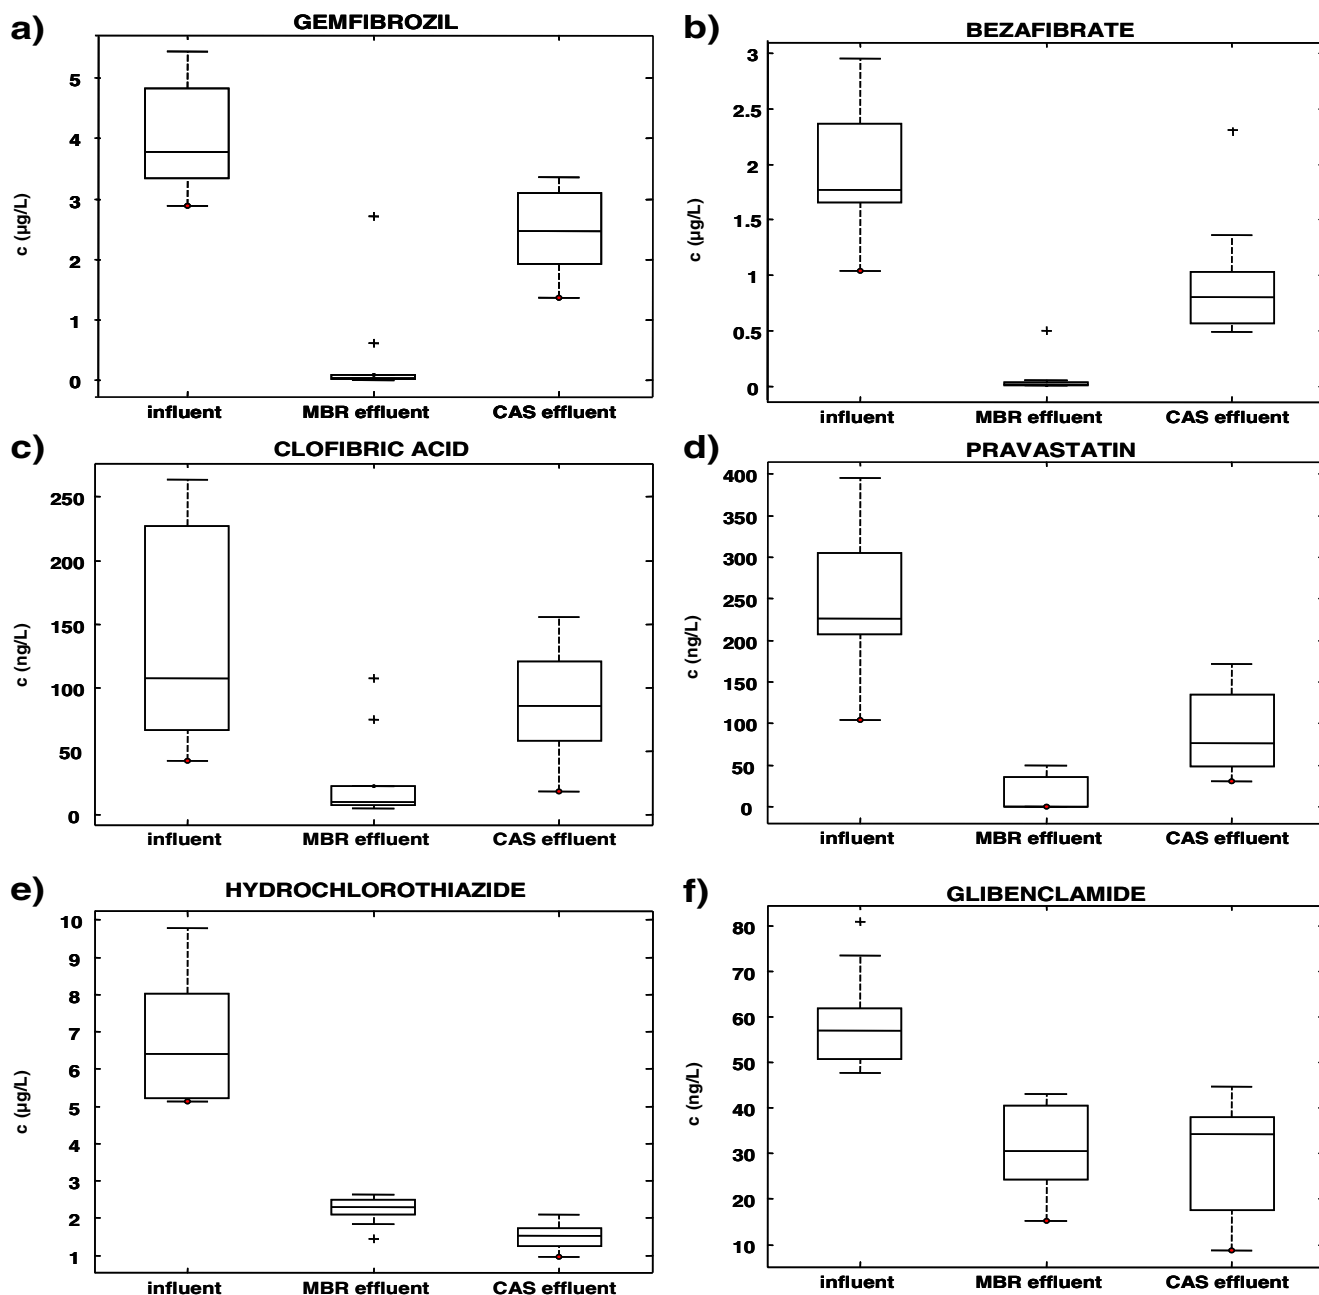 a) GEMFIBROZIL
c (µg/L)
5
4
3
2
1
0
influent MBR effluent CAS effluent
b) BEZAFIBRATE
c (µg/L)
3
2.5
2
1.5
1
0.5
0
influent MBR effluent CAS effluent
c) CLOFIBRIC ACID
c (ng/L)
250
200
150
100
50
0
influent MBR effluent CAS effluent
d) PRAVASTATIN
c (ng/L)
400
350
300
250
200
150
100
50
0
influent MBR effluent CAS effluent
e) HYDROCHLOROTHIAZIDE
c (µg/L)
10
9
8
7
6
5
4
3
2
1
influent MBR effluent CAS effluent
f) GLIBENCLAMIDE
c (ng/L)
80
70
60
50
40
30
20
10
influent MBR effluent CAS effluent